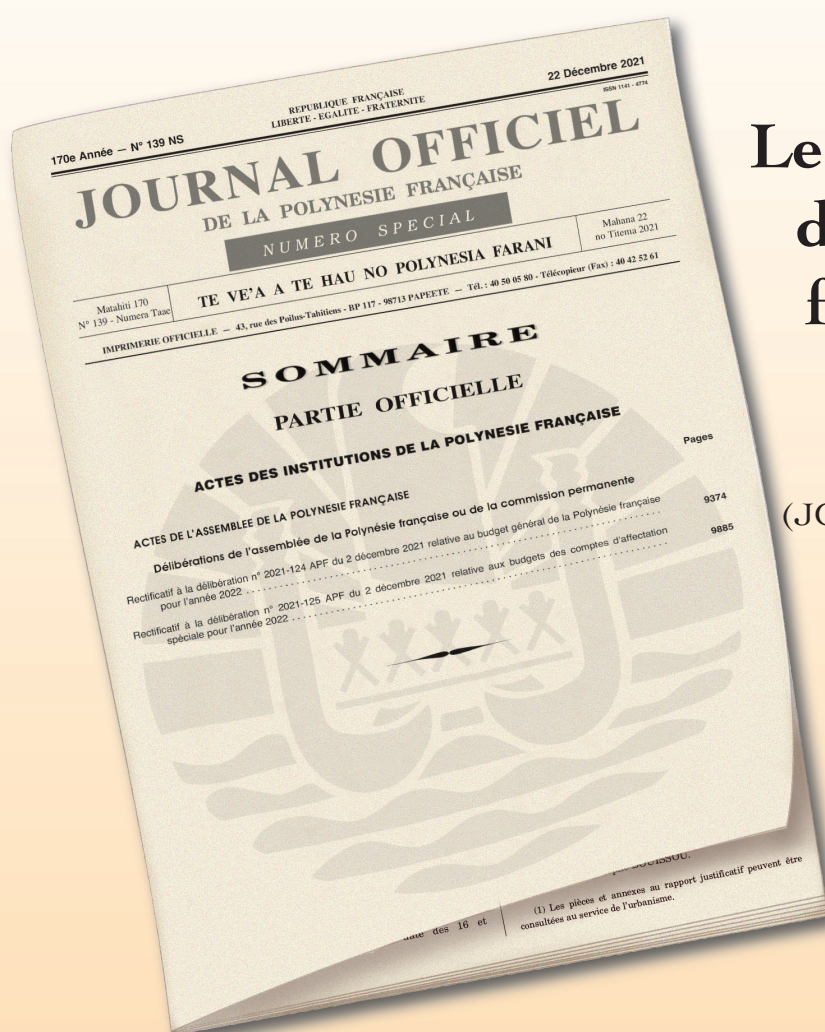 170e Année — N° 139 NS
REPUBLIQUE FRANÇAISE
LIBERTE - EGALITE - FRATERNITE
22 Décembre 2021
ISSN 1141 - 4774
JOURNAL OFFICIEL
DE LA POLYNESIE FRANÇAISE
NUMERO SPECIAL
Matahiti 170
N° 139 - Numera Taae
TE VE'A A TE HAU NO POLYNESIA FARANI
Mahana 22
no Titema 2021
IMPRIMERIE OFFICIELLE — 43, rue des Poilus-Tahitiens - BP 117 - 98713 PAPEETE — Tél. : 40 50 05 80 - Télécopieur (Fax) : 40 42 52 61
SOMMAIRE
PARTIE OFFICIELLE
ACTES DES INSTITUTIONS DE LA POLYNESIE FRANÇAISE
Pages
ACTES DE L'ASSEMBLEE DE LA POLYNESIE FRANÇAISE
Délibérations de l'assemblée de la Polynésie française ou de la commission permanente
Rectificatif à la délibération n° 2021-124 APF du 2 décembre 2021 relative au budget général de la Polynésie française
pour l'année 2022 ........ 9374
Rectificatif à la délibération n° 2021-125 APF du 2 décembre 2021 relative aux budgets des comptes d'affectation
spéciale pour l'année 2022 ........ 9885
des 16 et
(1) Les pièces et annexes au rapport justificatif peuvent être
consultées au service de l'urbanisme.
Le
d
f
(JO